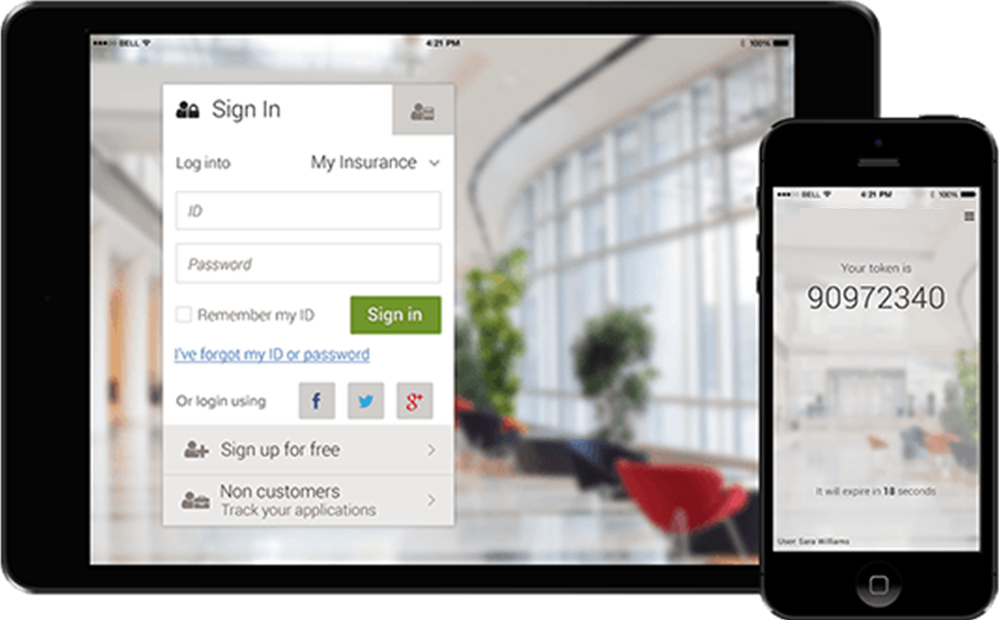 BELL 4:21 PM 100%
Sign In
Log into My Insurance
ID
Password
Remember my ID Sign in
I've forgot my ID or password
Or login using f g+
Sign up for free
Non customers
Track your applications
BELL 4:21 PM 100%
Your token is
90972340
It will expire in 18 seconds
User: Sara Williams